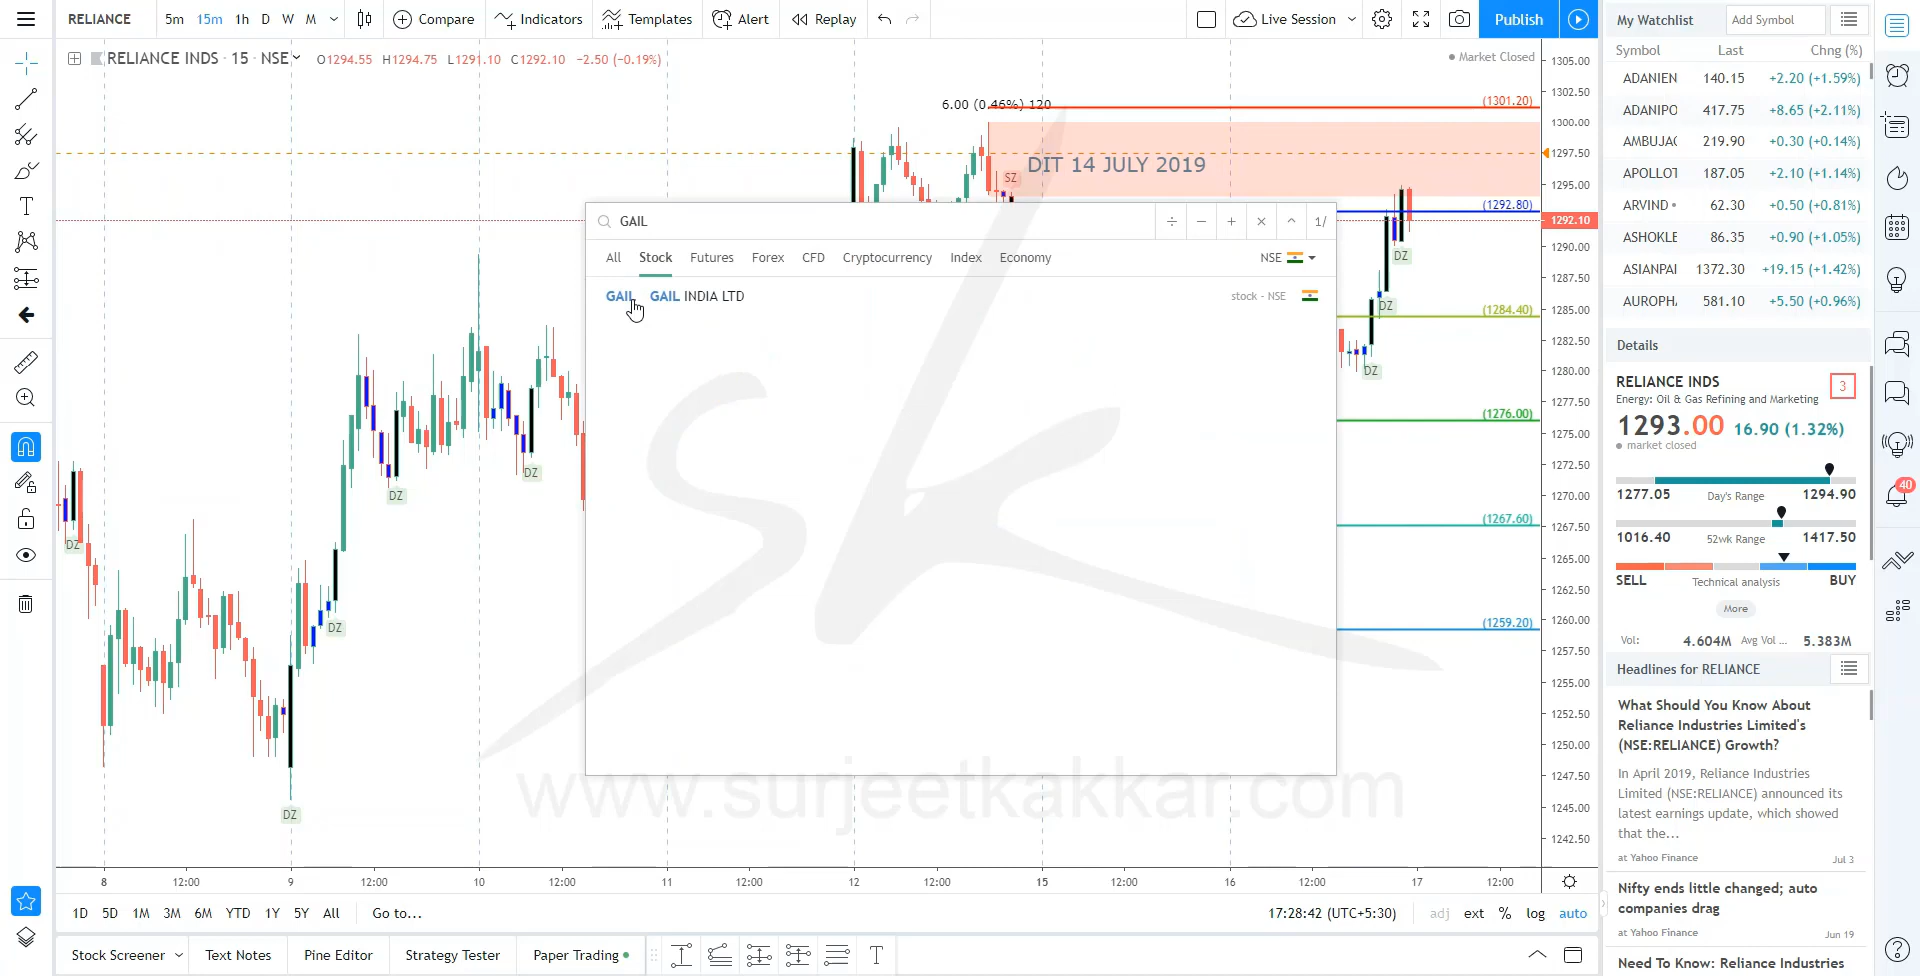 RELIANCE 5m 15m 1h D W M Compare Indicators Templates Alert Replay Live Session Publish
RELIANCE INDS · 15 · NSE O1294.55 H1294.75 L1291.10 C1292.10 −2.50 (−0.19%)
Market Closed
6.00 (0.46%) 120
(1301.20)
DIT 14 JULY 2019
SZ
(1292.80)
GAIL
÷ − + × ^ 1/
All Stock Futures Forex CFD Cryptocurrency Index Economy NSE
GAIL GAIL INDIA LTD stock - NSE
DZ
DZ
DZ
(1284.40)
(1276.00)
(1267.60)
(1259.20)
DZ
DZ
DZ
DZ
DZ
sk
www.surjeetkakkar.com
1305.00
1302.50
1300.00
1297.50
1295.00
1292.10
1290.00
1287.50
1285.00
1282.50
1280.00
1277.50
1275.00
1272.50
1270.00
1267.50
1265.00
1262.50
1260.00
1257.50
1255.00
1252.50
1250.00
1247.50
1245.00
1242.50
8 12:00 9 12:00 10 12:00 11 12:00 12 12:00 15 12:00 16 12:00 17 12:00
1D 5D 1M 3M 6M YTD 1Y 5Y All Go to... 17:28:42 (UTC+5:30) adj ext % log auto
Stock Screener Text Notes Pine Editor Strategy Tester Paper Trading
My Watchlist Add Symbol
Symbol Last Chng (%)
ADANIEN 140.15 +2.20 (+1.59%)
ADANIPO 417.75 +8.65 (+2.11%)
AMBUJAC 219.90 +0.30 (+0.14%)
APOLLOT 187.05 +2.10 (+1.14%)
ARVIND 62.30 +0.50 (+0.81%)
ASHOKLE 86.35 +0.90 (+1.05%)
ASIANPAI 1372.30 +19.15 (+1.42%)
AUROPH 581.10 +5.50 (+0.96%)
Details
RELIANCE INDS 3
Energy: Oil & Gas Refining and Marketing
1293.00 16.90 (1.32%)
market closed
1277.05 Day's Range 1294.90
1016.40 52wk Range 1417.50
SELL Technical analysis BUY
More
Vol: 4.604M Avg Vol ... 5.383M
Headlines for RELIANCE
What Should You Know About
Reliance Industries Limited's
(NSE:RELIANCE) Growth?
In April 2019, Reliance Industries
Limited (NSE:RELIANCE) announced its
latest earnings update, which showed
that the...
at Yahoo Finance Jul 3
Nifty ends little changed; auto
companies drag
at Yahoo Finance Jun 19
Need To Know: Reliance Industries
40